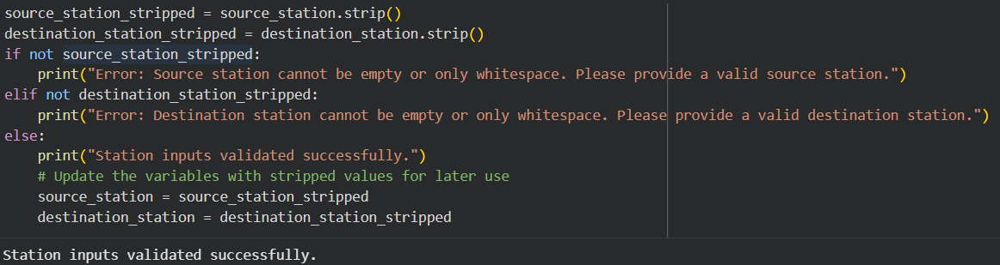 source_station_stripped = source_station.strip()
destination_station_stripped = destination_station.strip()
if not source_station_stripped:
    print("Error: Source station cannot be empty or only whitespace. Please provide a valid source station.")
elif not destination_station_stripped:
    print("Error: Destination station cannot be empty or only whitespace. Please provide a valid destination station.")
else:
    print("Station inputs validated successfully.")
    # Update the variables with stripped values for later use
    source_station = source_station_stripped
    destination_station = destination_station_stripped
Station inputs validated successfully.